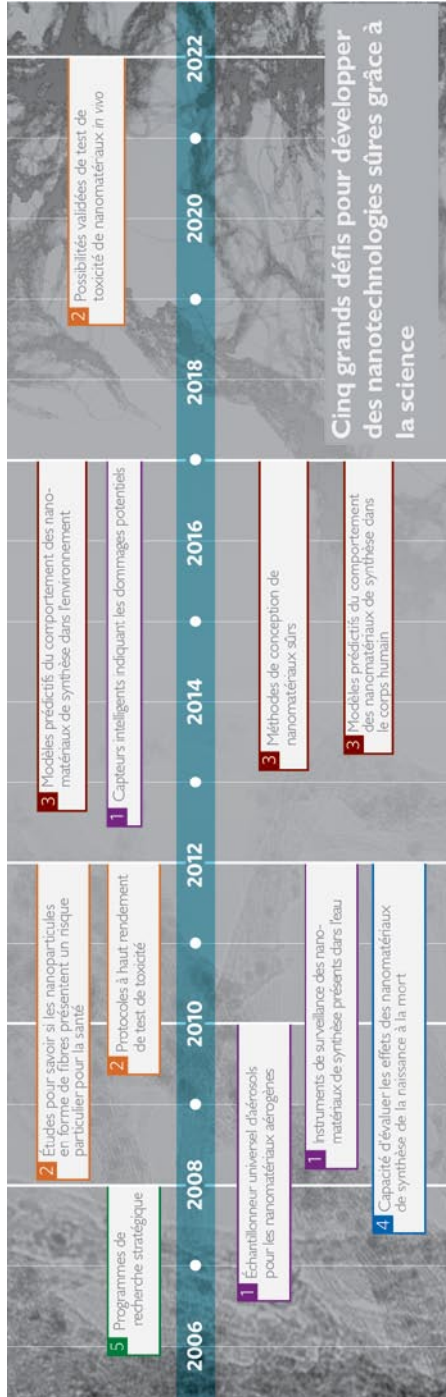 5 Programmes de
recherche stratégique
2 Études pour savoir si les nanoparticules
en forme de fibres présentent un risque
particulier pour la santé
2 Protocoles à haut rendement
de test de toxicité
3 Modèles prédictifs du comportement des nano-
matériaux de synthèse dans l'environnement
1 Capteurs intelligents indiquant les dommages potentiels
2 Possibilités validées de test de
toxicité de nanomatériaux in vivo
2006
2008
2010
2012
2014
2016
2018
2020
2022
1 Échantillonneur universel d'aérosols
pour les nanomatériaux aérogènes
1 Instruments de surveillance des nano-
matériaux de synthèse présents dans l'eau
4 Capacité d'évaluer les effets des nanomatériaux
de synthèse de la naissance à la mort
3 Méthodes de conception de
nanomatériaux sûrs
3 Modèles prédictifs du comportement
des nanomatériaux de synthèse dans
le corps humain
Cinq grands défis pour développer
des nanotechnologies sûres grâce à
la science